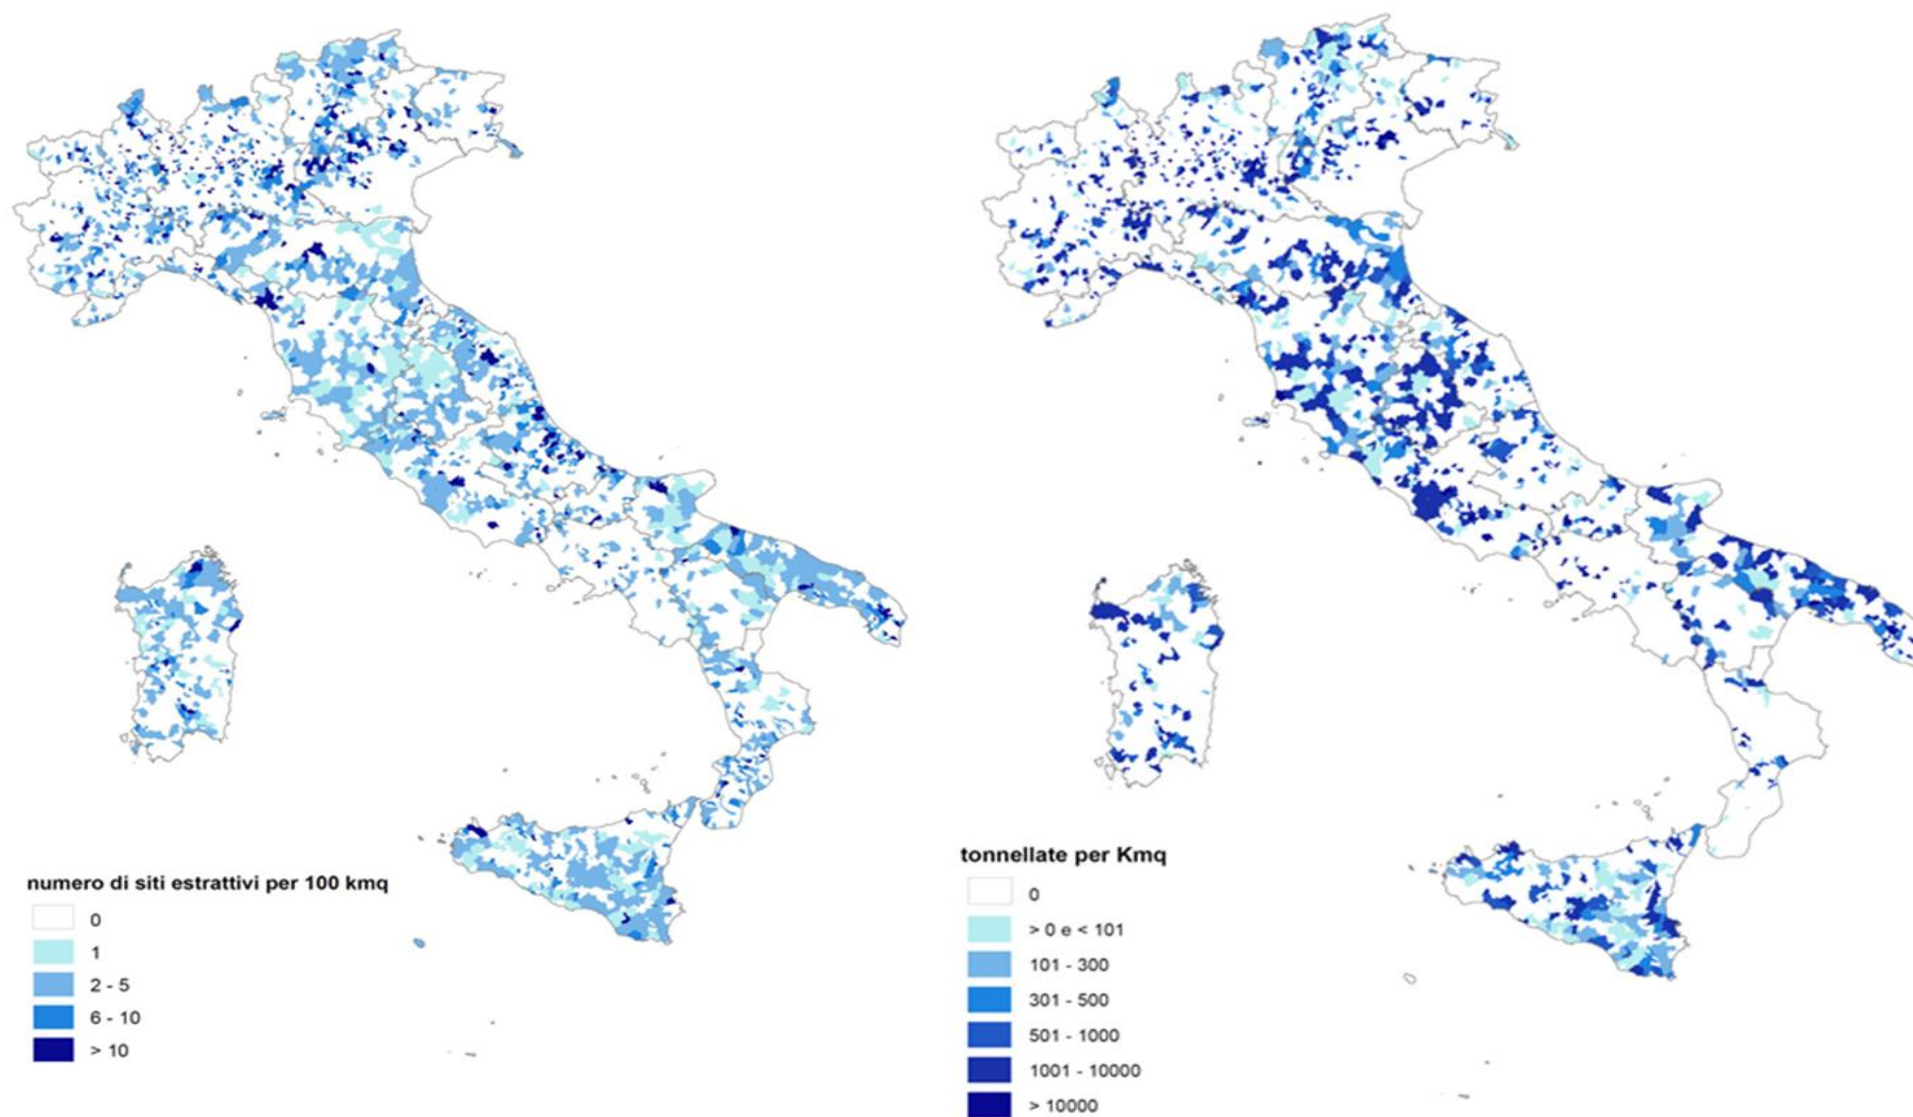 numero di siti estrattivi per 100 kmq
0
1
2 - 5
6 - 10
> 10
tonnellate per Kmq
0
> 0 e < 101
101 - 300
301 - 500
501 - 1000
1001 - 10000
> 10000